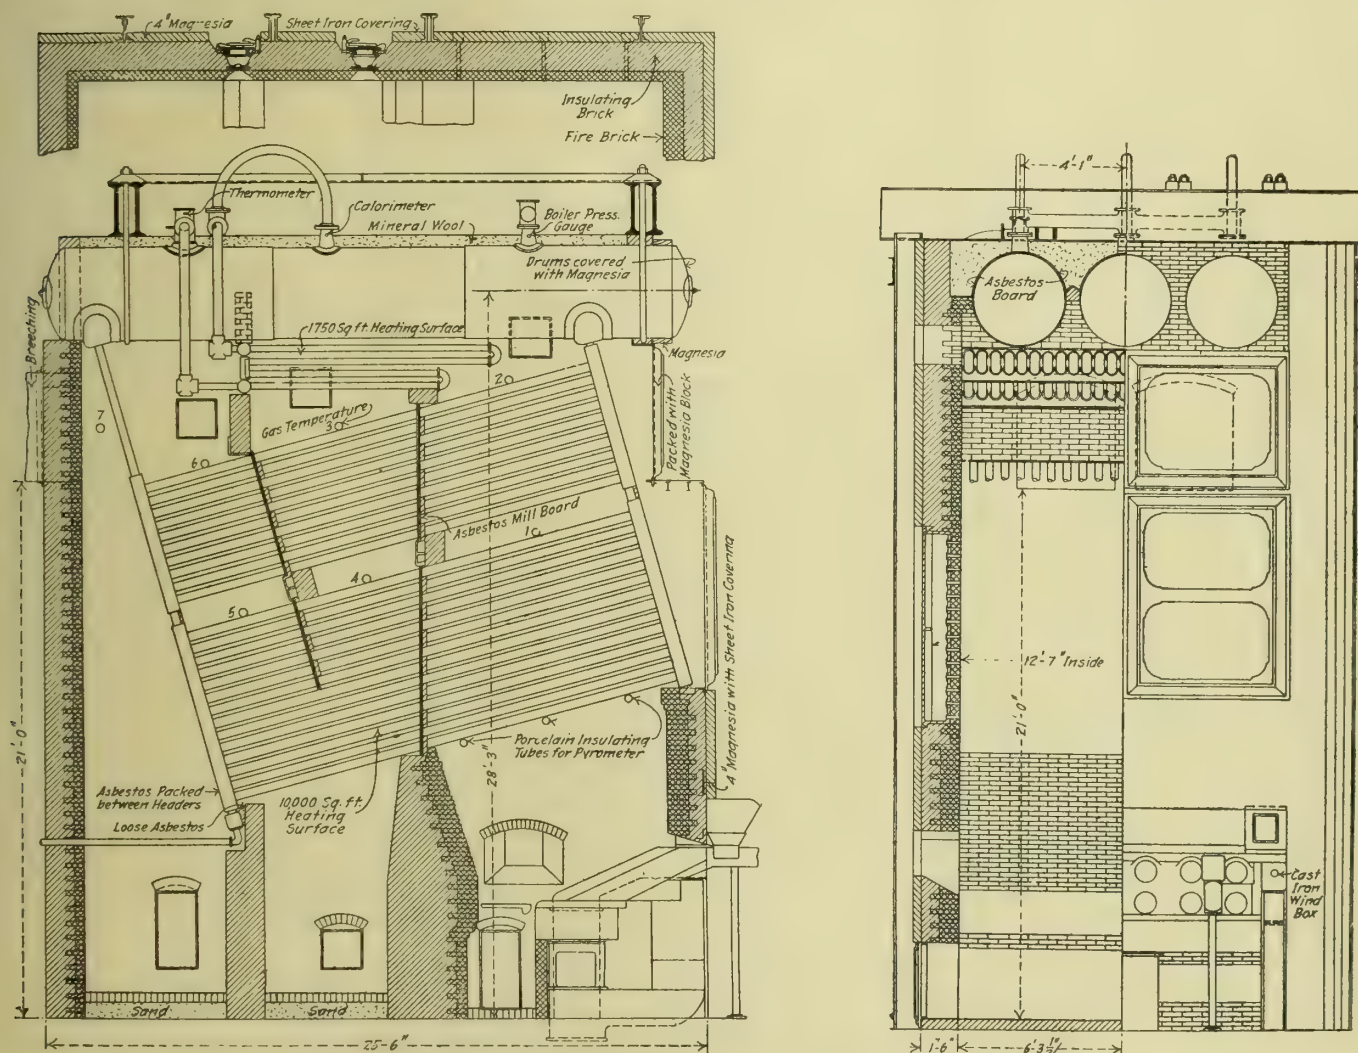 4" Magnesia
Sheet Iron Covering
Insulating
Brick
Fire Brick
Thermometer
Calorimeter
Mineral Wool
Boiler Press.
Gauge
Drums covered
with Magnesia
Breeching
1750 Sq ft. Heating Surface
Magnesia
Packed with
Magnesia Block
2
7
Gas Temperature
3
6
Asbestos Mill Board
1
4
5
4" Magnesia with Sheet Iron Covering
21'-0"
28'-3"
Porcelain Insulating
Tubes for Pyrometer
Asbestos Packed
between Headers
Loose Asbestos
10,000 Sq. ft.
Heating
Surface
Sand
Sand
25'-6"
4'-1"
Asbestos
Board
12'-7" Inside
21'-0"
Cast
Iron
Wind
Box
1'-6"
6'-3½"